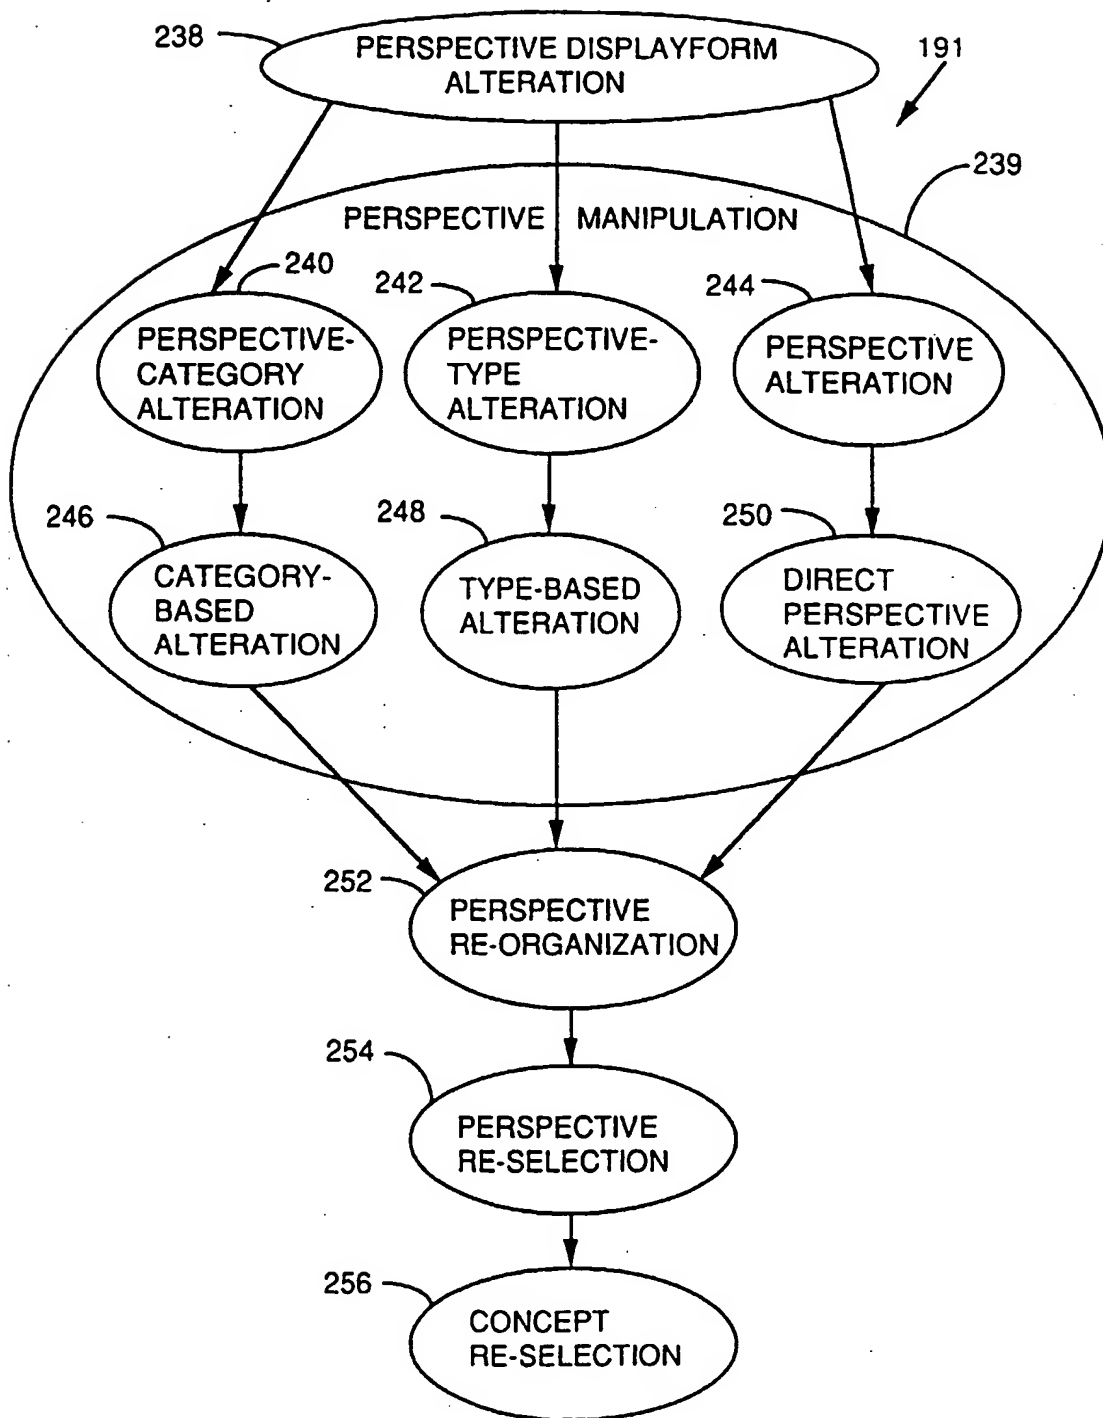 238
PERSPECTIVE DISPLAYFORM
ALTERATION
191
239
PERSPECTIVE MANIPULATION
240
242
244
PERSPECTIVE-
CATEGORY
ALTERATION
PERSPECTIVE-
TYPE
ALTERATION
PERSPECTIVE
ALTERATION
246
248
250
CATEGORY-
BASED
ALTERATION
TYPE-BASED
ALTERATION
DIRECT
PERSPECTIVE
ALTERATION
252
PERSPECTIVE
RE-ORGANIZATION
254
PERSPECTIVE
RE-SELECTION
256
CONCEPT
RE-SELECTION